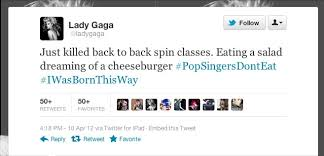 Lady Gaga
@ladygaga
Follow
Just killed back to back spin classes. Eating a salad
dreaming of a cheeseburger #PopSingersDontEat
#IWasBornThisWay
50+
RETWEETS
50+
FAVORITES
4:18 PM - 10 Apr 12 via Twitter for iPad · Embed this Tweet
Reply Retweet Favorite